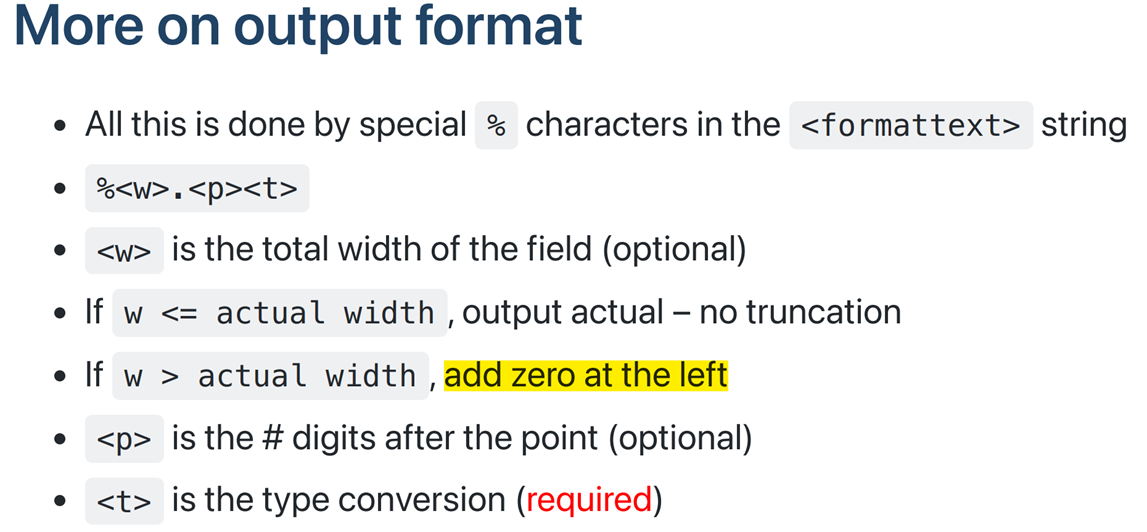 More on output format
• All this is done by special % characters in the <formattext> string
• %<w>.<p><t>
• <w> is the total width of the field (optional)
• If w <= actual width, output actual – no truncation
• If w > actual width, add zero at the left
• <p> is the # digits after the point (optional)
• <t> is the type conversion (required)